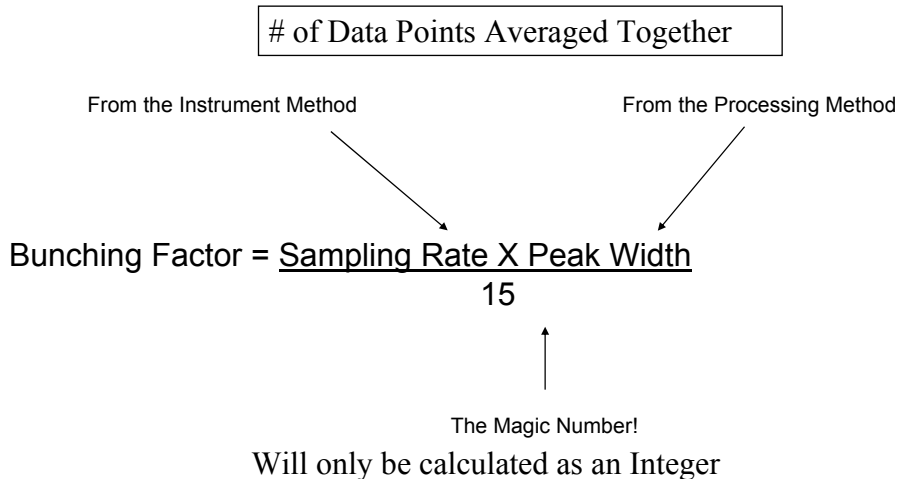 # of Data Points Averaged Together
From the Instrument Method
From the Processing Method
Bunching Factor = Sampling Rate X Peak Width
15
The Magic Number!
Will only be calculated as an Integer